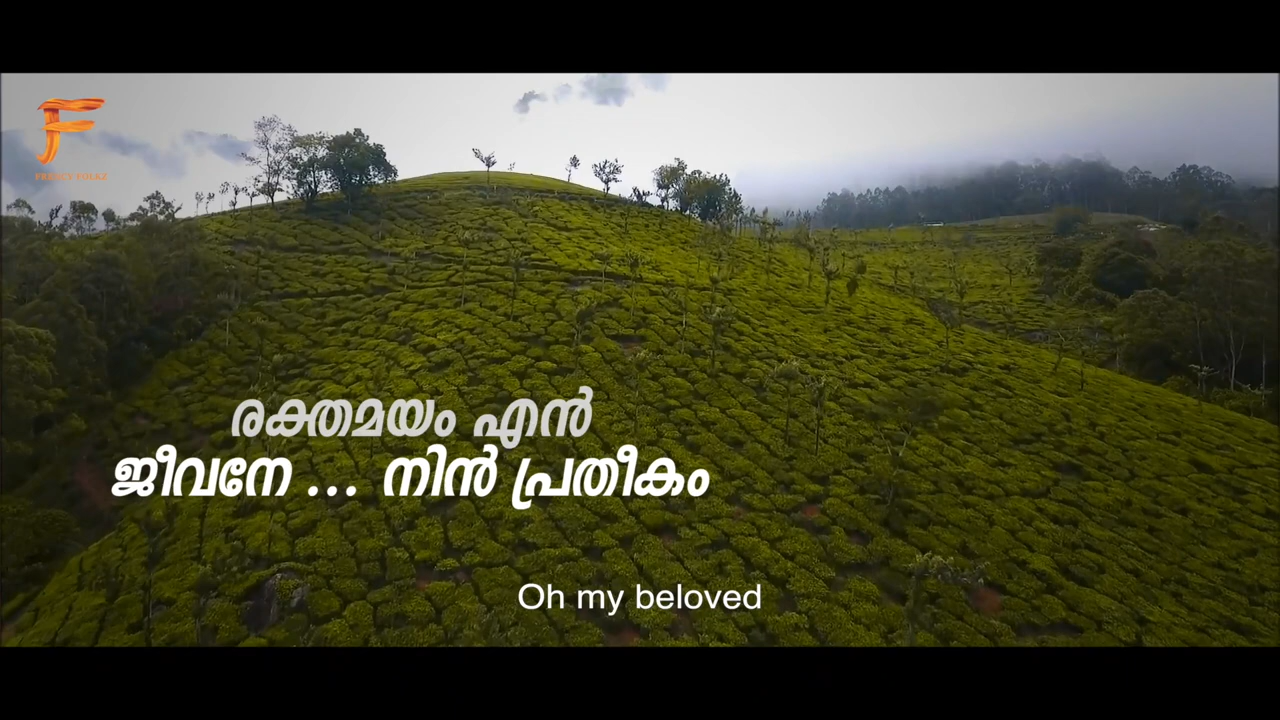 രക്തമയം എൻ
ജീവനേ ... നിൻ പ്രതീകം
Oh my beloved